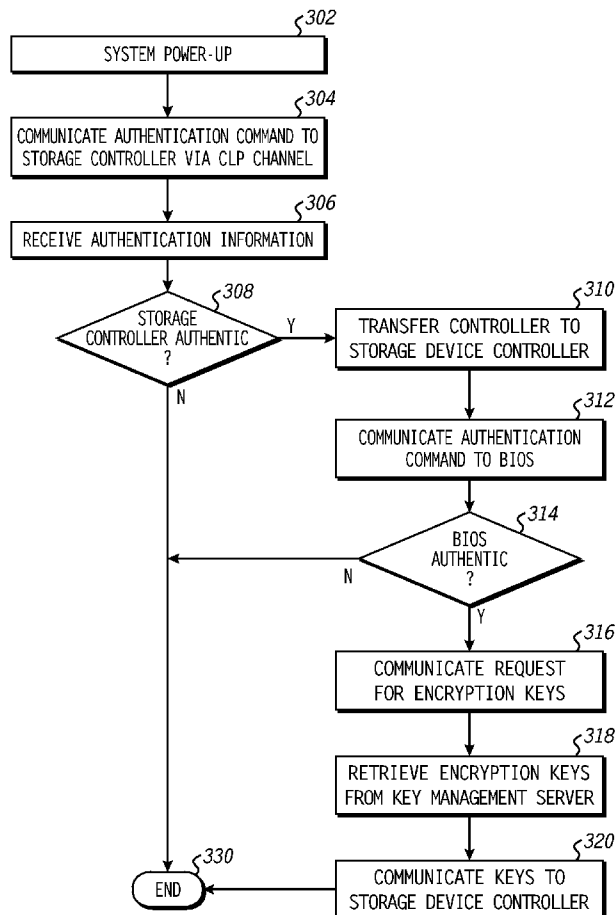 302
SYSTEM POWER-UP
304
COMMUNICATE AUTHENTICATION COMMAND TO
STORAGE CONTROLLER VIA CLP CHANNEL
306
RECEIVE AUTHENTICATION INFORMATION
308
STORAGE
CONTROLLER AUTHENTIC
?
Y
N
310
TRANSFER CONTROLLER TO
STORAGE DEVICE CONTROLLER
312
COMMUNICATE AUTHENTICATION
COMMAND TO BIOS
314
BIOS
AUTHENTIC
?
N
Y
316
COMMUNICATE REQUEST
FOR ENCRYPTION KEYS
318
RETRIEVE ENCRYPTION KEYS
FROM KEY MANAGEMENT SERVER
320
COMMUNICATE KEYS TO
STORAGE DEVICE CONTROLLER
330
END